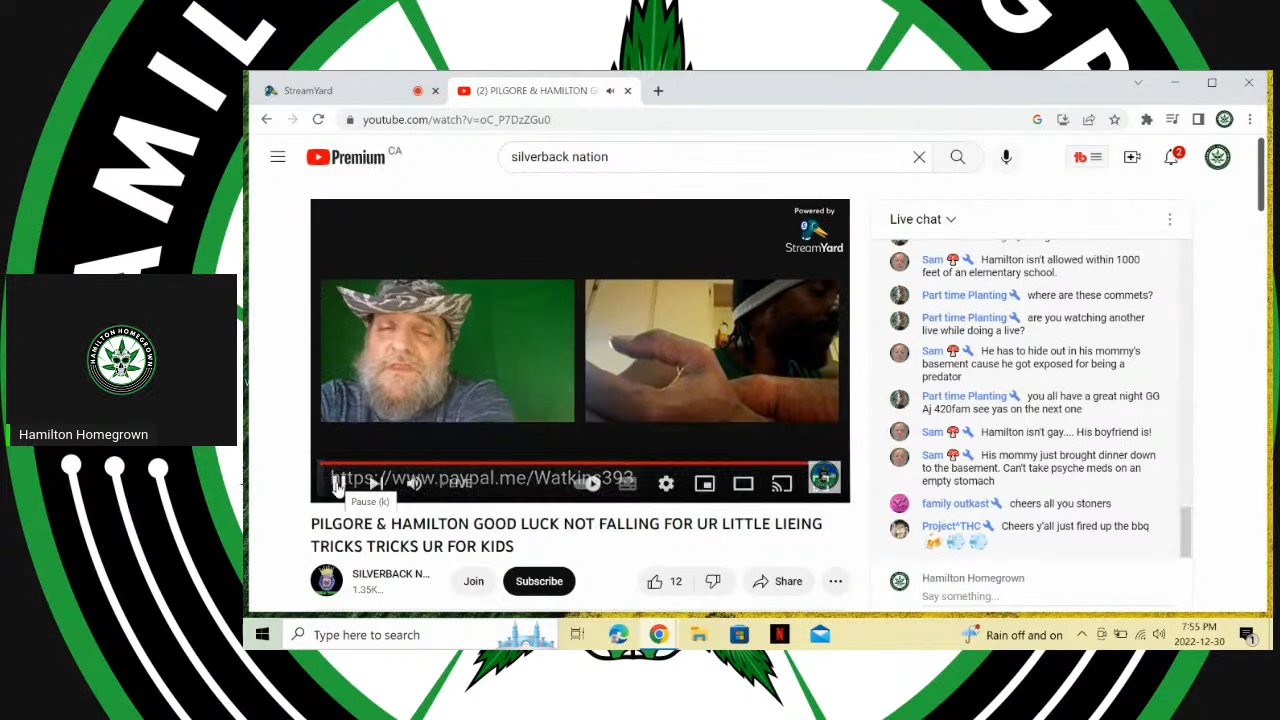 AMIL
GR
StreamYard
(2) PILGORE & HAMILTON G
youtube.com/watch?v=oC_P7DzZGu0
Premium CA
silverback nation
2
Powered by
StreamYard
https://www.paypal.me/Watkins393
LIVE
Pause (k)
PILGORE & HAMILTON GOOD LUCK NOT FALLING FOR UR LITTLE LIEING
TRICKS TRICKS UR FOR KIDS
SILVERBACK N...
1.35K...
Join
Subscribe
12
Share
Live chat
Sam Hamilton isn't allowed within 1000
feet of an elementary school.
Part time Planting where are these commets?
Part time Planting are you watching another
live while doing a live?
Sam He has to hide out in his mommy's
basement cause he got exposed for being a
predator
Part time Planting you all have a great night GG
Aj 420fam see yas on the next one
Sam Hamilton isn't gay.... His boyfriend is!
Sam His mommy just brought dinner down
to the basement. Can't take psyche meds on an
empty stomach
family outkast cheers all you stoners
Project^THC Cheers y'all just fired up the bbq
Hamilton Homegrown
Say something...
HAMILTON HOMEGROWN
Hamilton Homegrown
Type here to search
N
Rain off and on
7:55 PM
2022-12-30
1